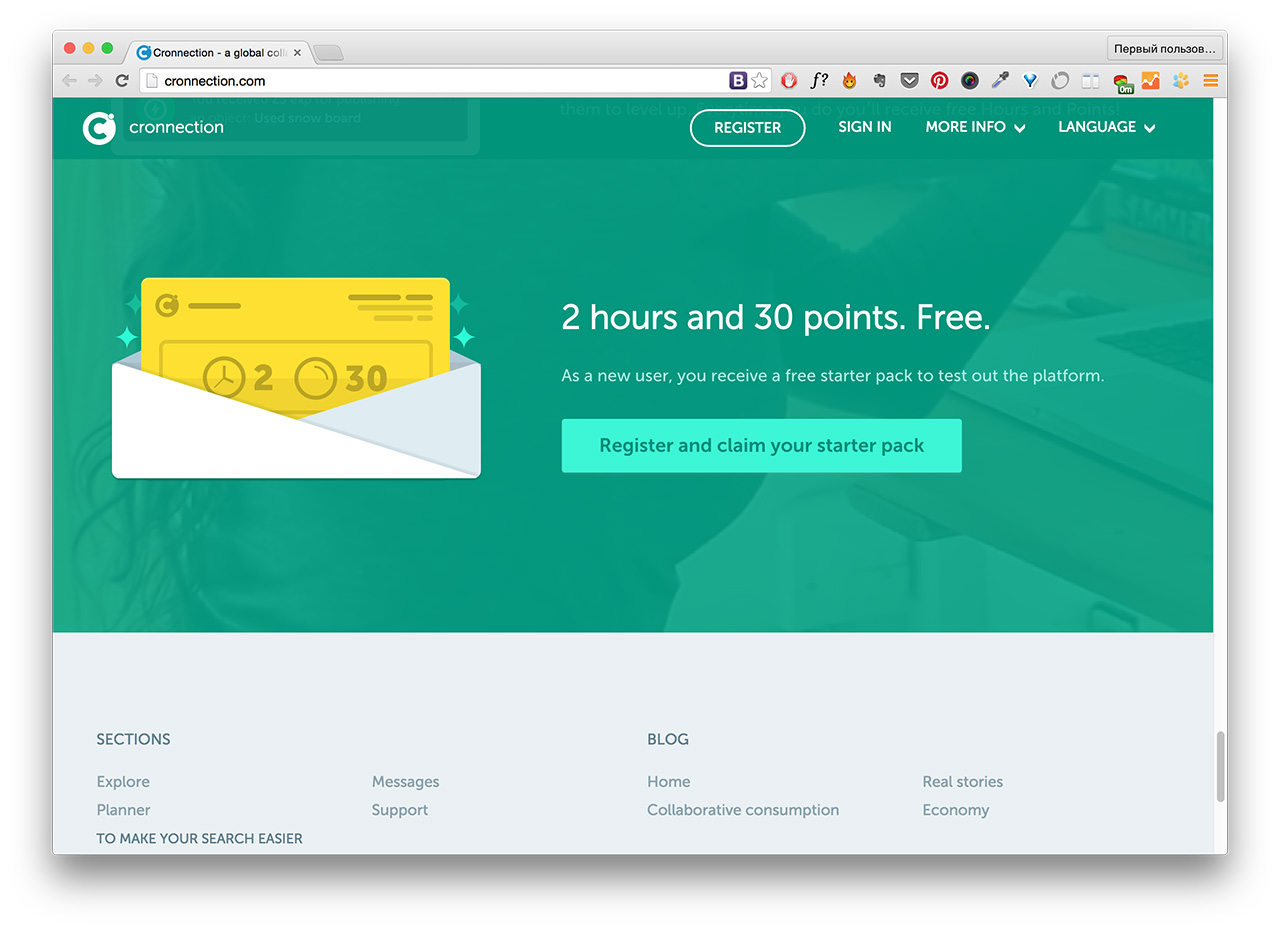 Cronnection - a global coll
Первый пользов...
cronnection.com
B
f?
0m
You received 25 exp for publishing
object: Used snow board
them to level up. Everytime you do you'll receive free Hours and Points!
cronnection
REGISTER
SIGN IN
MORE INFO
LANGUAGE
2 30
2 hours and 30 points. Free.
As a new user, you receive a free starter pack to test out the platform.
Register and claim your starter pack
SECTIONS
BLOG
Explore
Messages
Home
Real stories
Planner
Support
Collaborative consumption
Economy
TO MAKE YOUR SEARCH EASIER